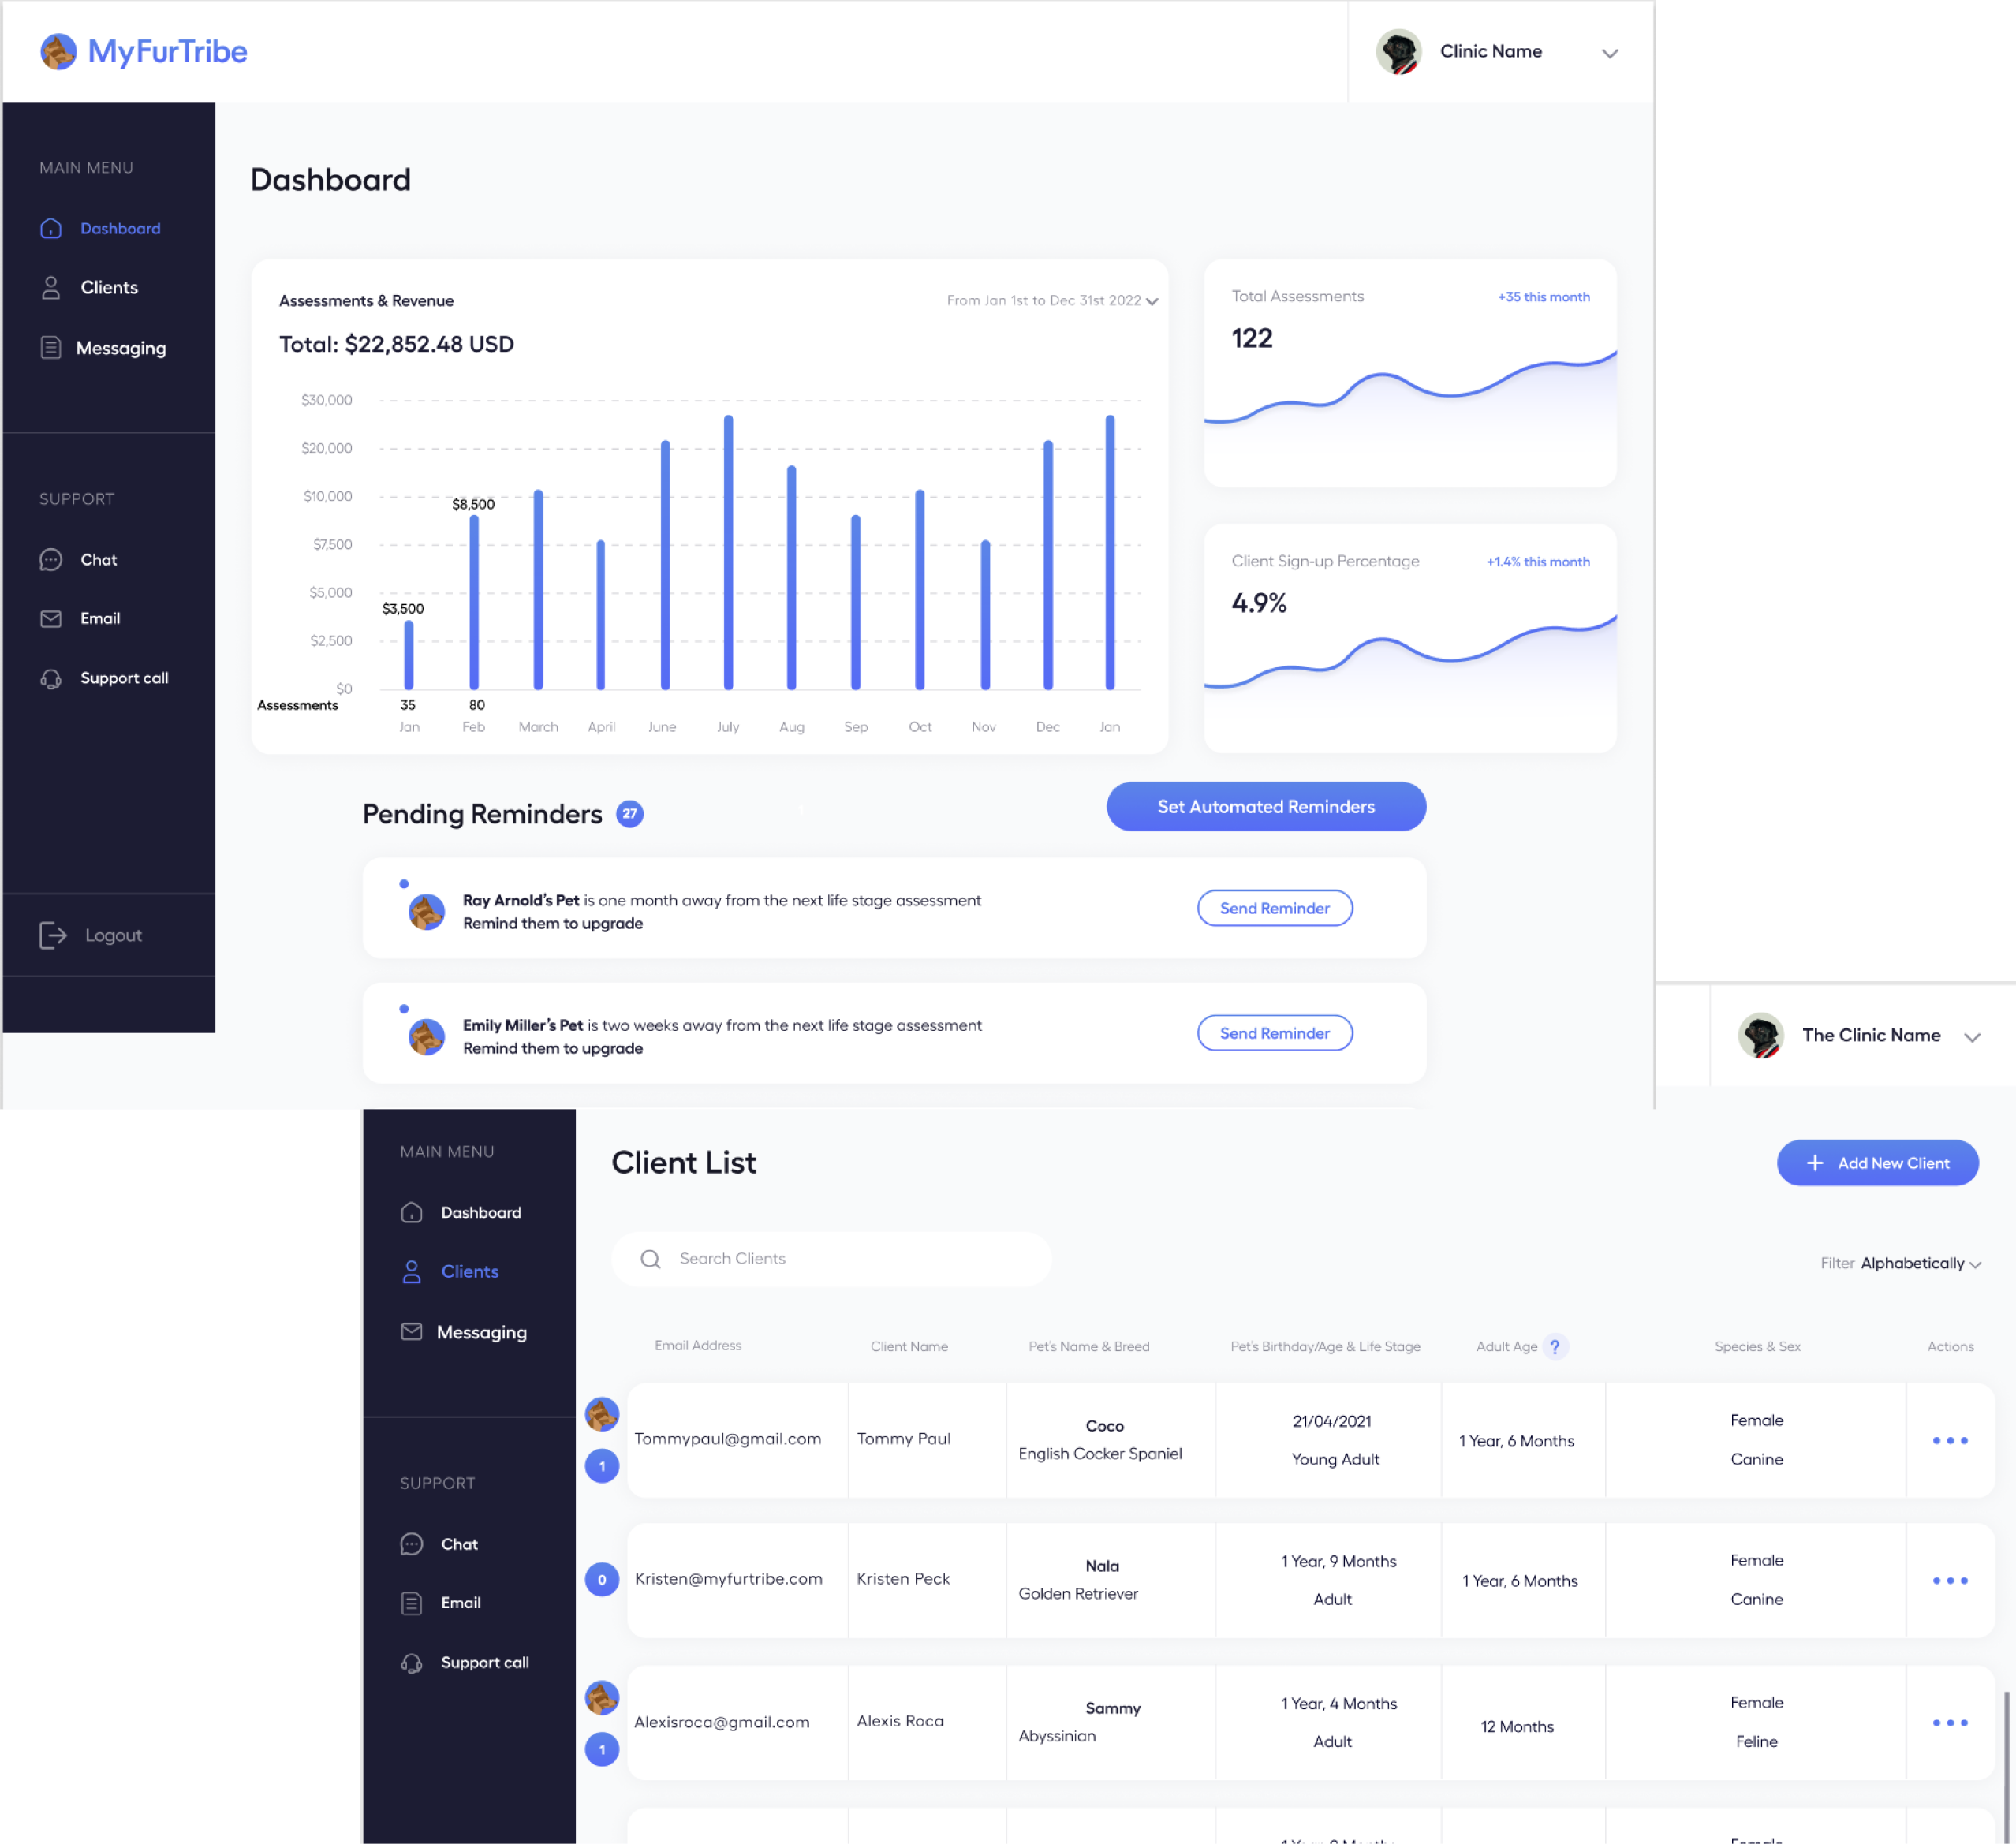 MyFurTribe
Clinic Name
MAIN MENU
Dashboard
Clients
Messaging
SUPPORT
Chat
Email
Support call
Logout
Dashboard
Assessments & Revenue
From Jan 1st to Dec 31st 2022
Total: $22,852.48 USD
$30,000
$20,000
$10,000
$7,500
$5,000
$2,500
$0
$3,500
$8,500
Assessments 35 80
Jan Feb March April June July Aug Sep Oct Nov Dec Jan
Total Assessments +35 this month
122
Client Sign-up Percentage +1.4% this month
4.9%
Pending Reminders 27
Set Automated Reminders
Ray Arnold's Pet is one month away from the next life stage assessment
Remind them to upgrade
Send Reminder
Emily Miller's Pet is two weeks away from the next life stage assessment
Remind them to upgrade
Send Reminder
The Clinic Name
MAIN MENU
Dashboard
Clients
Messaging
SUPPORT
Chat
Email
Support call
Client List
+ Add New Client
Search Clients
Filter Alphabetically
Email Address Client Name Pet's Name & Breed Pet's Birthday/Age & Life Stage Adult Age ? Species & Sex Actions
1
Tommypaul@gmail.com
Tommy Paul
Coco
English Cocker Spaniel
21/04/2021
Young Adult
1 Year, 6 Months
Female
Canine
0
Kristen@myfurtribe.com
Kristen Peck
Nala
Golden Retriever
1 Year, 9 Months
Adult
1 Year, 6 Months
Female
Canine
1
Alexisroca@gmail.com
Alexis Roca
Sammy
Abyssinian
1 Year, 4 Months
Adult
12 Months
Female
Feline